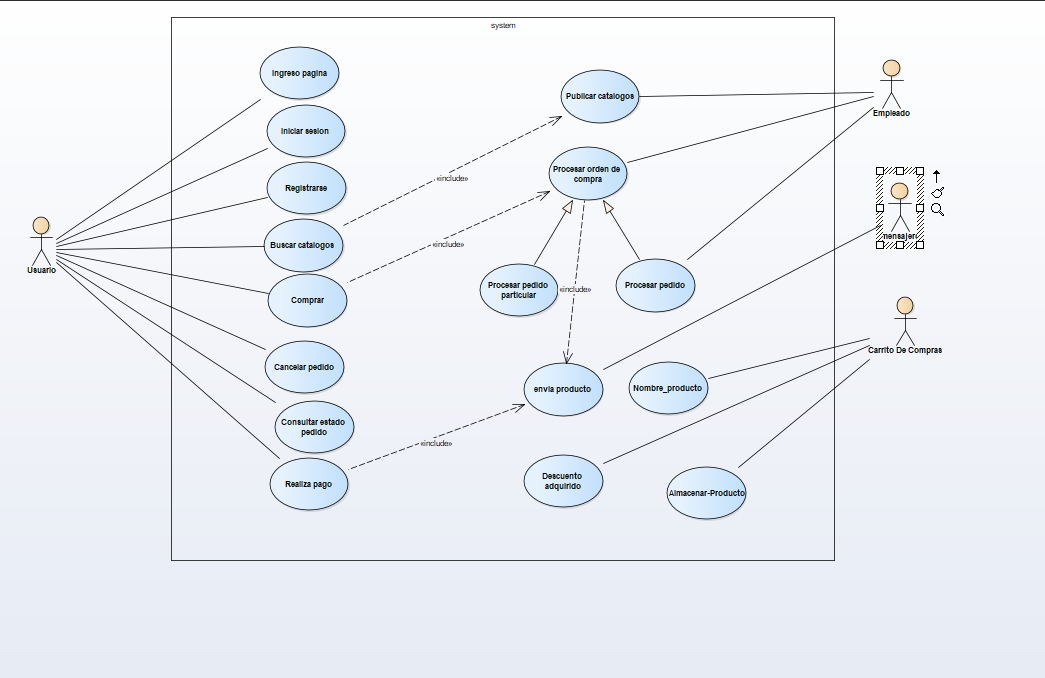 system
Ingreso pagina
Iniciar sesion
Registrarse
Buscar catalogos
Comprar
Cancelar pedido
Consultar estado
pedido
Realiza pago
Usuario
«include»
«include»
«include»
«include»
Publicar catalogos
Procesar orden de
compra
Procesar pedido
particular
Procesar pedido
envia producto
Nombre_producto
Descuento
adquirido
Almacenar-Producto
Empleado
mensajero
Carrito De Compras